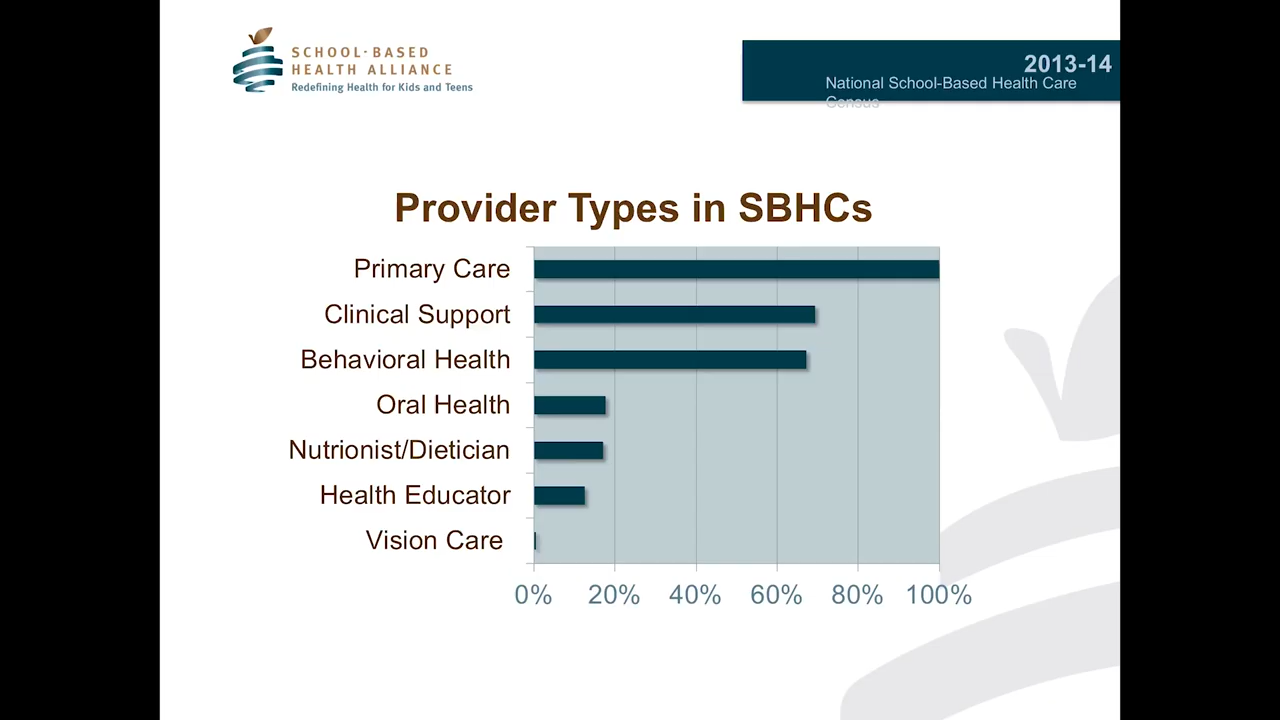 SCHOOL-BASED
HEALTH ALLIANCE
Redefining Health for Kids and Teens
2013-14
National School-Based Health Care
Census
Provider Types in SBHCs
Primary Care
Clinical Support
Behavioral Health
Oral Health
Nutrionist/Dietician
Health Educator
Vision Care
0% 20% 40% 60% 80% 100%